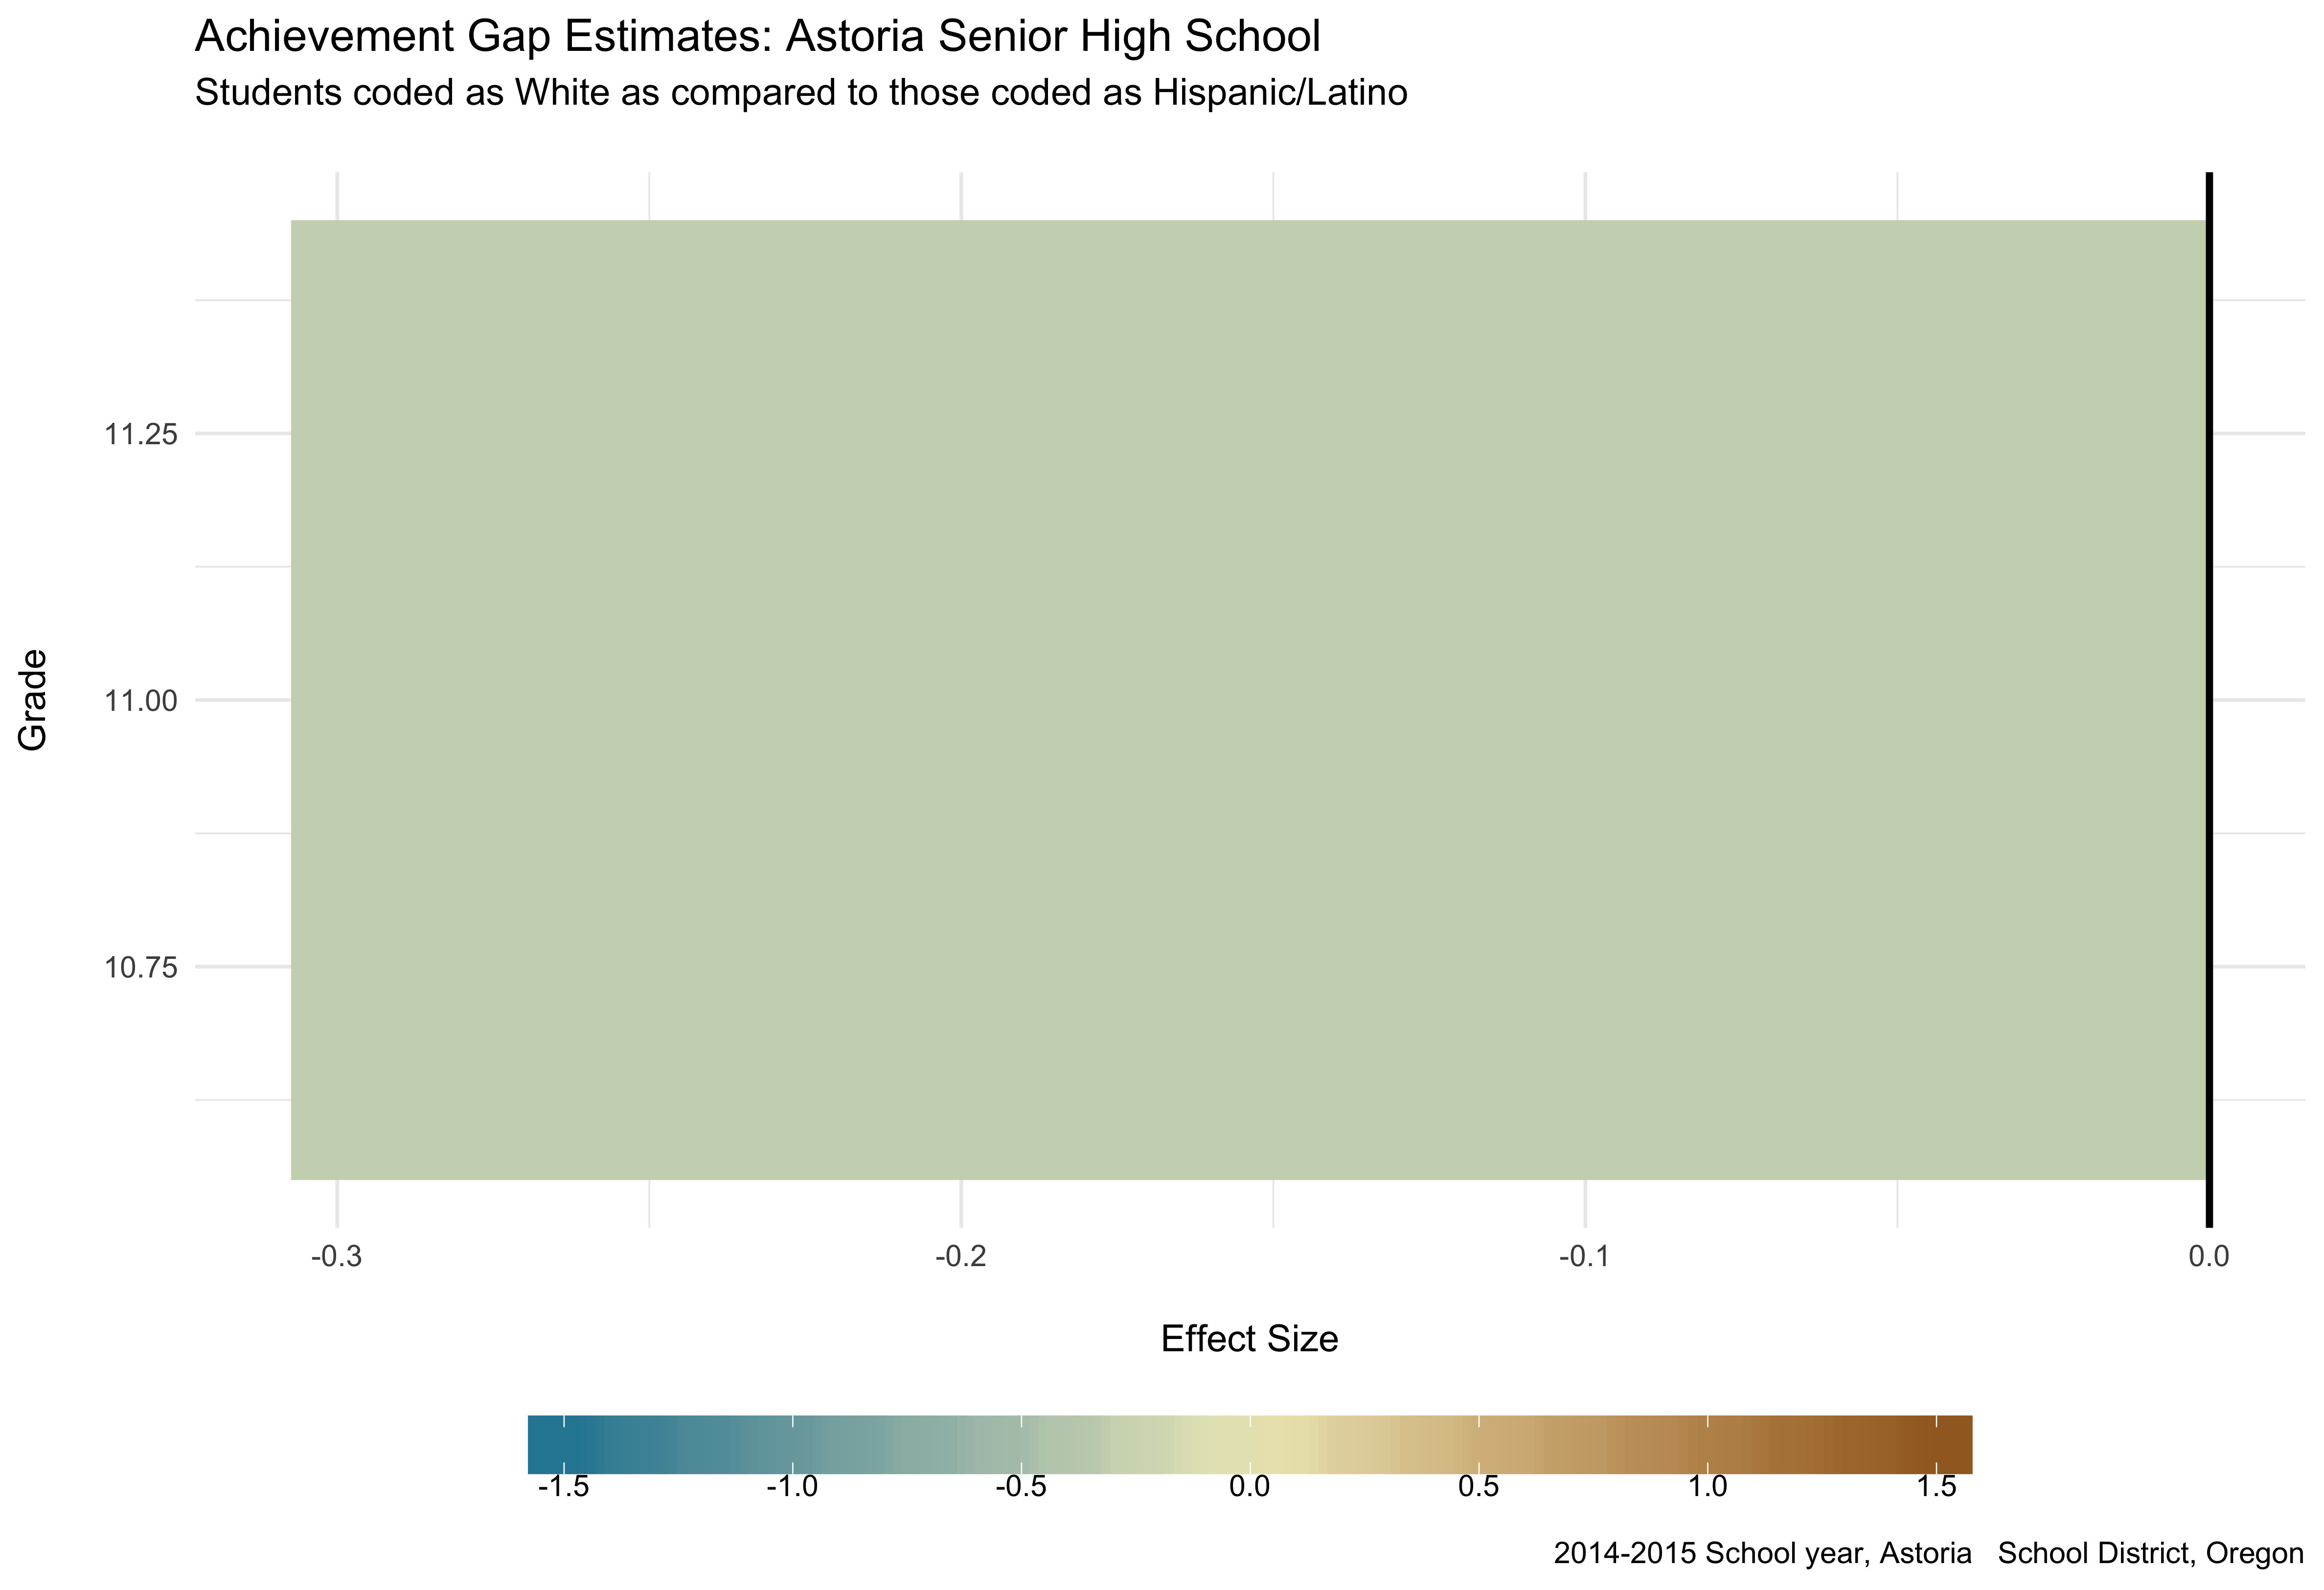 Achievement Gap Estimates: Astoria Senior High School
Students coded as White as compared to those coded as Hispanic/Latino
Grade
11.25
11.00
10.75
-0.3 -0.2 -0.1 0.0
Effect Size
-1.5 -1.0 -0.5 0.0 0.5 1.0 1.5
2014-2015 School year, Astoria   School District, Oregon